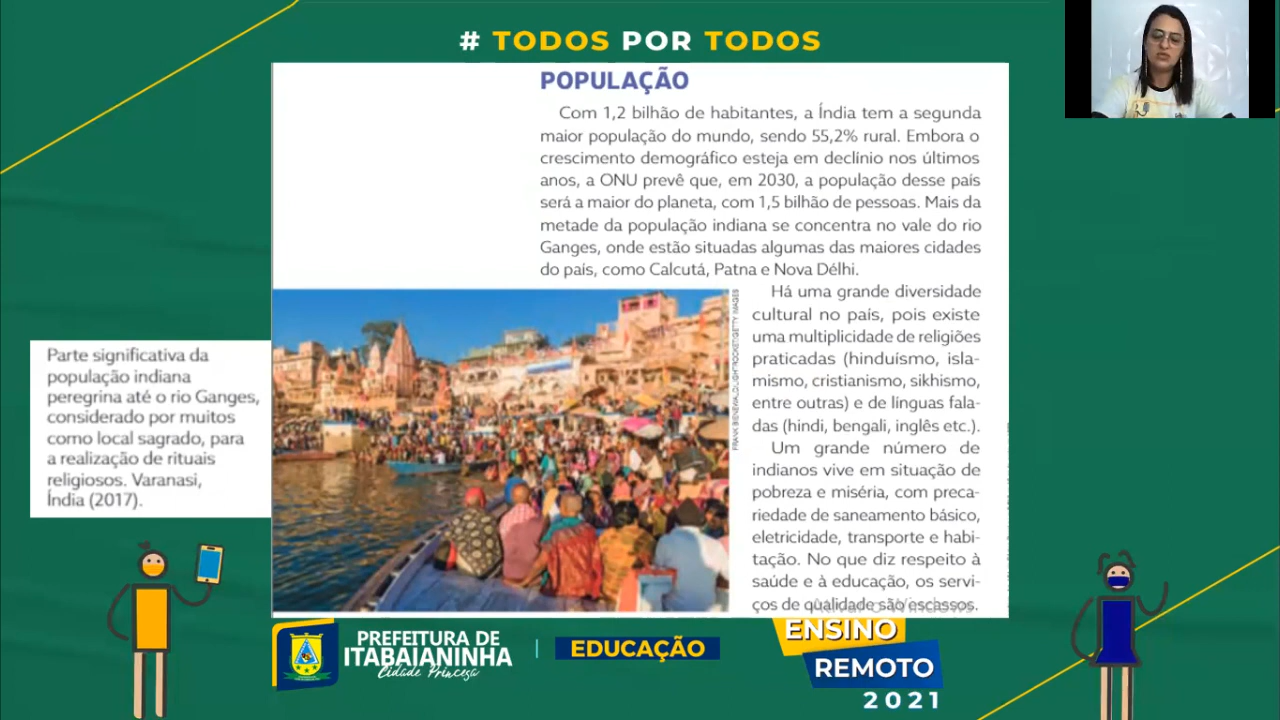 # TODOS POR TODOS
POPULAÇÃO
Com 1,2 bilhão de habitantes, a Índia tem a segunda
maior população do mundo, sendo 55,2% rural. Embora o
crescimento demográfico esteja em declínio nos últimos
anos, a ONU prevê que, em 2030, a população desse país
será a maior do planeta, com 1,5 bilhão de pessoas. Mais da
metade da população indiana se concentra no vale do rio
Ganges, onde estão situadas algumas das maiores cidades
do país, como Calcutá, Patna e Nova Délhi.
Há uma grande diversidade
cultural no país, pois existe
uma multiplicidade de religiões
praticadas (hinduísmo, isla-
mismo, cristianismo, sikhismo,
entre outras) e de línguas fala-
das (hindi, bengali, inglês etc.).
Um grande número de
indianos vive em situação de
pobreza e miséria, com preca-
riedade de saneamento básico,
eletricidade, transporte e habi-
tação. No que diz respeito à
saúde e à educação, os servi-
ços de qualidade são escassos.
Parte significativa da
população indiana
peregrina até o rio Ganges,
considerado por muitos
como local sagrado, para
a realização de rituais
religiosos. Varanasi,
Índia (2017).
PREFEITURA DE
ITABAIANINHA
Cidade Princesa
EDUCAÇÃO
ENSINO
REMOTO
2021